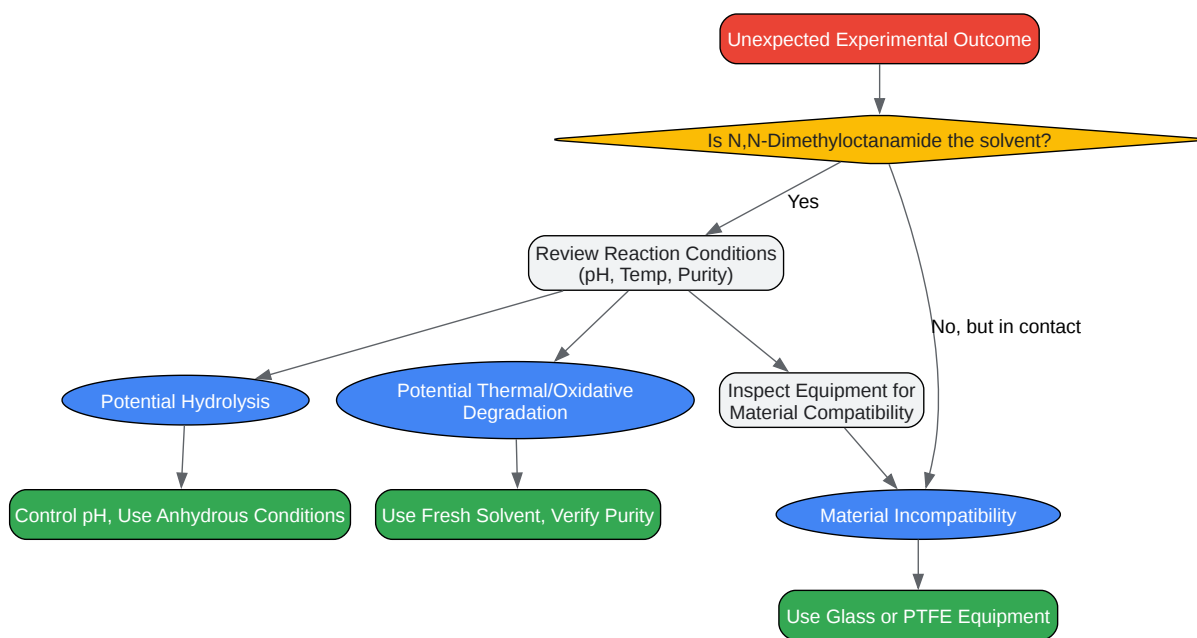 Unexpected Experimental Outcome
Is N,N-Dimethyloctanamide the solvent?
Yes
Review Reaction Conditions
(pH, Temp, Purity)
No, but in contact
Potential Hydrolysis
Potential Thermal/Oxidative
Degradation
Inspect Equipment for
Material Compatibility
Control pH, Use Anhydrous Conditions
Use Fresh Solvent, Verify Purity
Material Incompatibility
Use Glass or PTFE Equipment